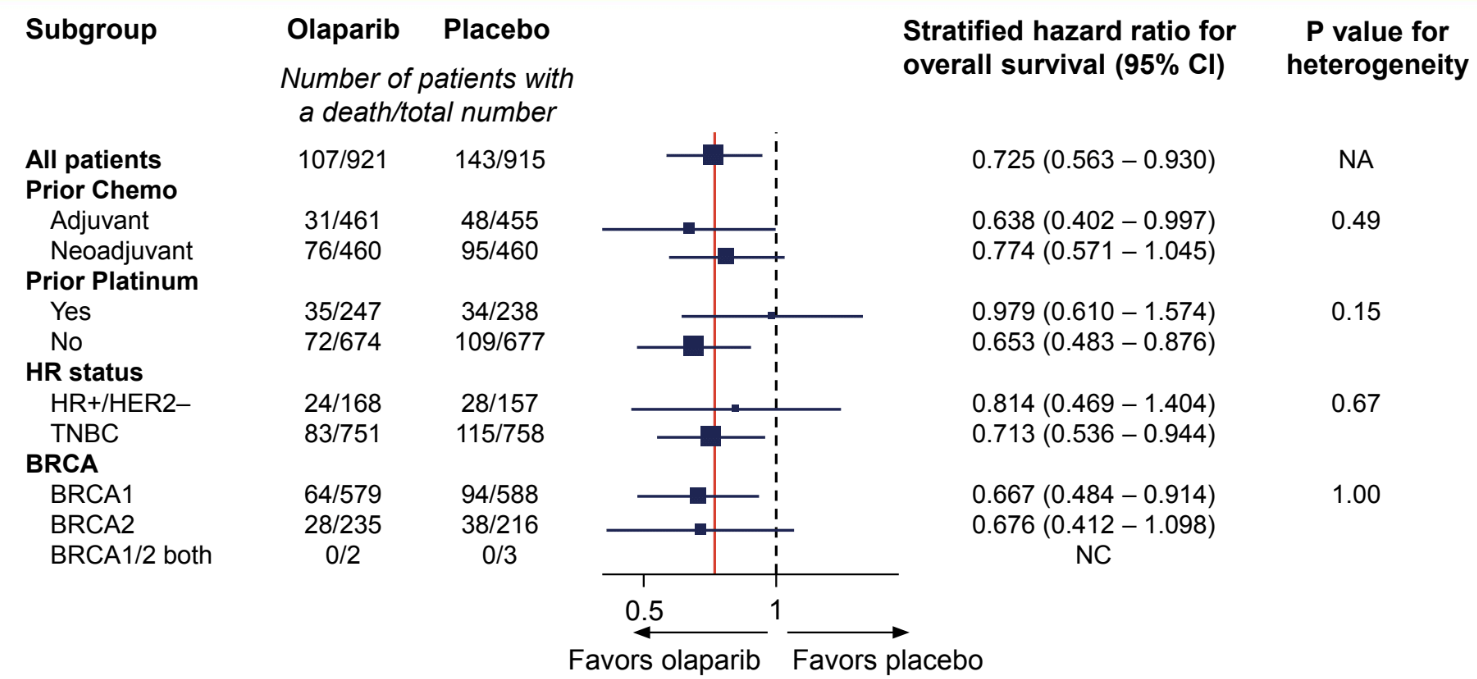 Subgroup Olaparib Placebo Stratified hazard ratio for overall survival (95% CI) P value for heterogeneity
Number of patients with
a death/total number
All patients 107/921 143/915 0.725 (0.563 – 0.930) NA
Prior Chemo
Adjuvant 31/461 48/455 0.638 (0.402 – 0.997) 0.49
Neoadjuvant 76/460 95/460 0.774 (0.571 – 1.045)
Prior Platinum
Yes 35/247 34/238 0.979 (0.610 – 1.574) 0.15
No 72/674 109/677 0.653 (0.483 – 0.876)
HR status
HR+/HER2– 24/168 28/157 0.814 (0.469 – 1.404) 0.67
TNBC 83/751 115/758 0.713 (0.536 – 0.944)
BRCA
BRCA1 64/579 94/588 0.667 (0.484 – 0.914) 1.00
BRCA2 28/235 38/216 0.676 (0.412 – 1.098)
BRCA1/2 both 0/2 0/3 NC
0.5 1
Favors olaparib Favors placebo